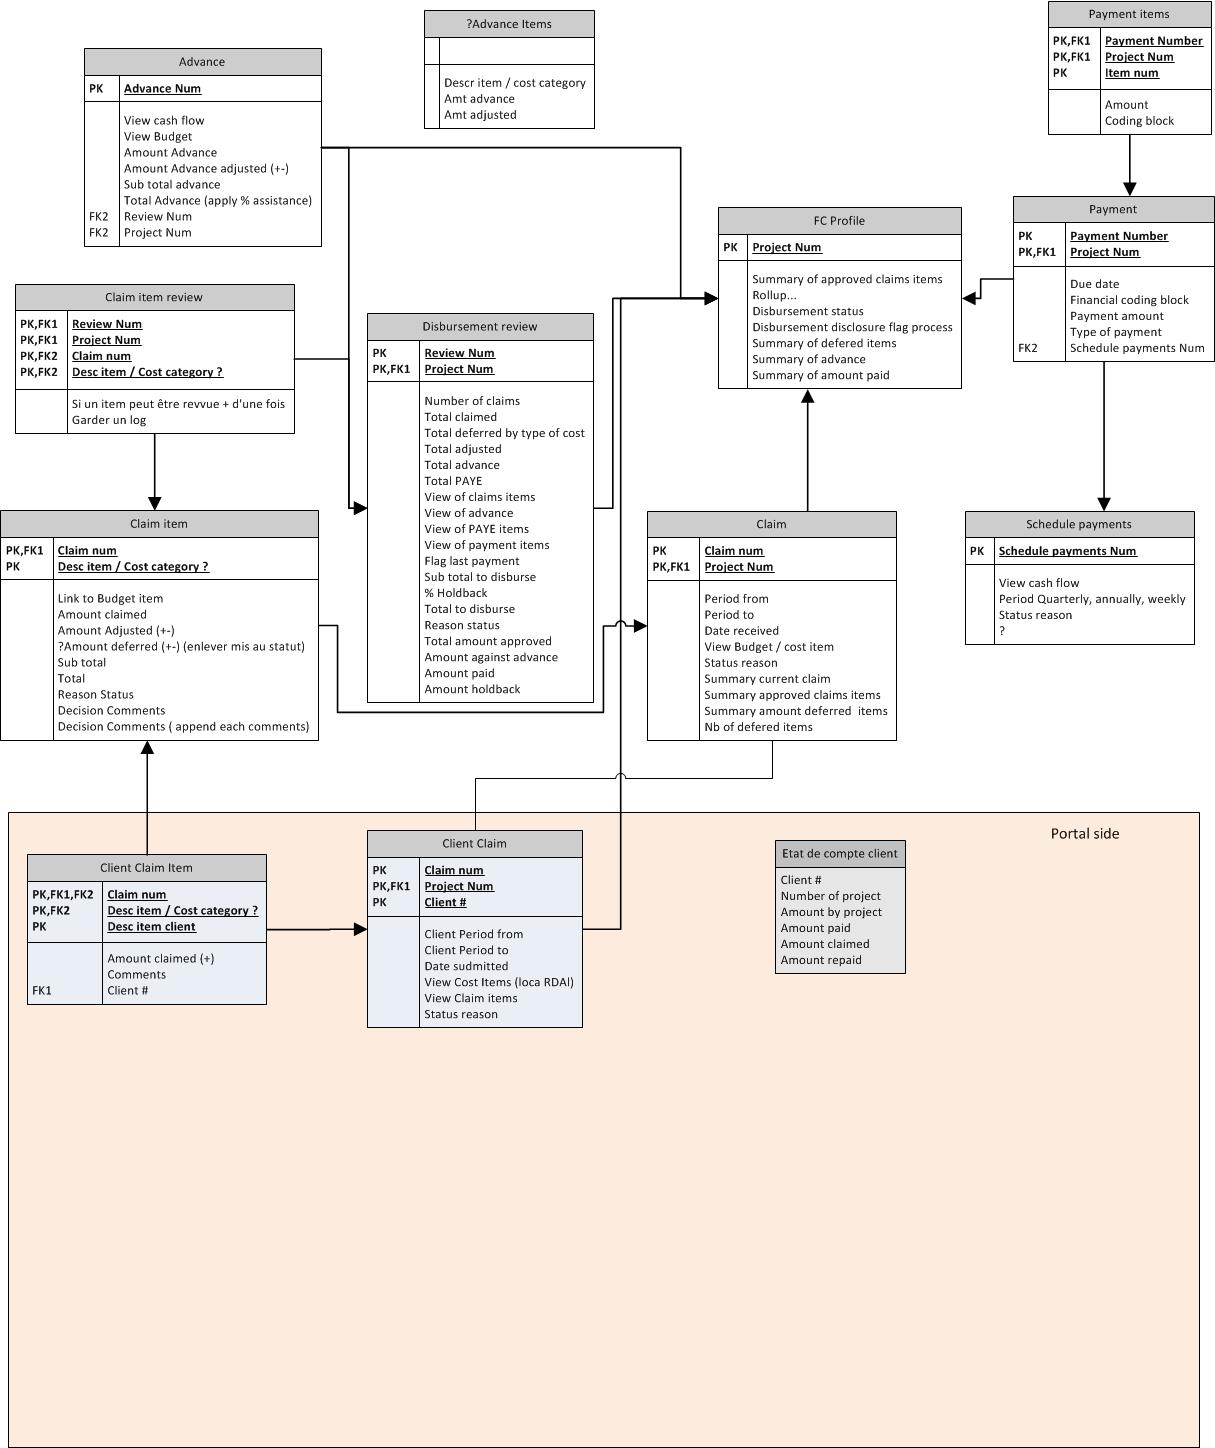 ?Advance Items
Descr item / cost category
Amt advance
Amt adjusted
Payment items
PK,FK1 Payment Number
PK,FK1 Project Num
PK Item num
Amount
Coding block
Advance
PK Advance Num
View cash flow
View Budget
Amount Advance
Amount Advance adjusted (+-)
Sub total advance
Total Advance (apply % assistance)
FK2 Review Num
FK2 Project Num
FC Profile
PK Project Num
Summary of approved claims items
Rollup...
Disbursement status
Disbursement disclosure flag process
Summary of defered items
Summary of advance
Summary of amount paid
Payment
PK Payment Number
PK,FK1 Project Num
Due date
Financial coding block
Payment amount
Type of payment
FK2 Schedule payments Num
Claim item review
PK,FK1 Review Num
PK,FK1 Project Num
PK,FK2 Claim num
PK,FK2 Desc item / Cost category ?
Si un item peut être revvue + d'une fois
Garder un log
Disbursement review
PK Review Num
PK,FK1 Project Num
Number of claims
Total claimed
Total deferred by type of cost
Total adjusted
Total advance
Total PAYE
View of claims items
View of advance
View of PAYE items
View of payment items
Flag last payment
Sub total to disburse
% Holdback
Total to disburse
Reason status
Total amount approved
Amount against advance
Amount paid
Amount holdback
Claim item
PK,FK1 Claim num
PK Desc item / Cost category ?
Link to Budget item
Amount claimed
Amount Adjusted (+-)
?Amount deferred (+-) (enlever mis au statut)
Sub total
Total
Reason Status
Decision Comments
Decision Comments ( append each comments)
Claim
PK Claim num
PK,FK1 Project Num
Period from
Period to
Date received
View Budget / cost item
Status reason
Summary current claim
Summary approved claims items
Summary amount deferred items
Nb of defered items
Schedule payments
PK Schedule payments Num
View cash flow
Period Quarterly, annually, weekly
Status reason
?
Portal side
Client Claim Item
PK,FK1,FK2 Claim num
PK,FK2 Desc item / Cost category ?
PK Desc item client
Amount claimed (+)
Comments
FK1 Client #
Client Claim
PK Claim num
PK,FK1 Project Num
PK Client #
Client Period from
Client Period to
Date sudmitted
View Cost Items (loca RDAI)
View Claim items
Status reason
Etat de compte client
Client #
Number of project
Amount by project
Amount paid
Amount claimed
Amount repaid